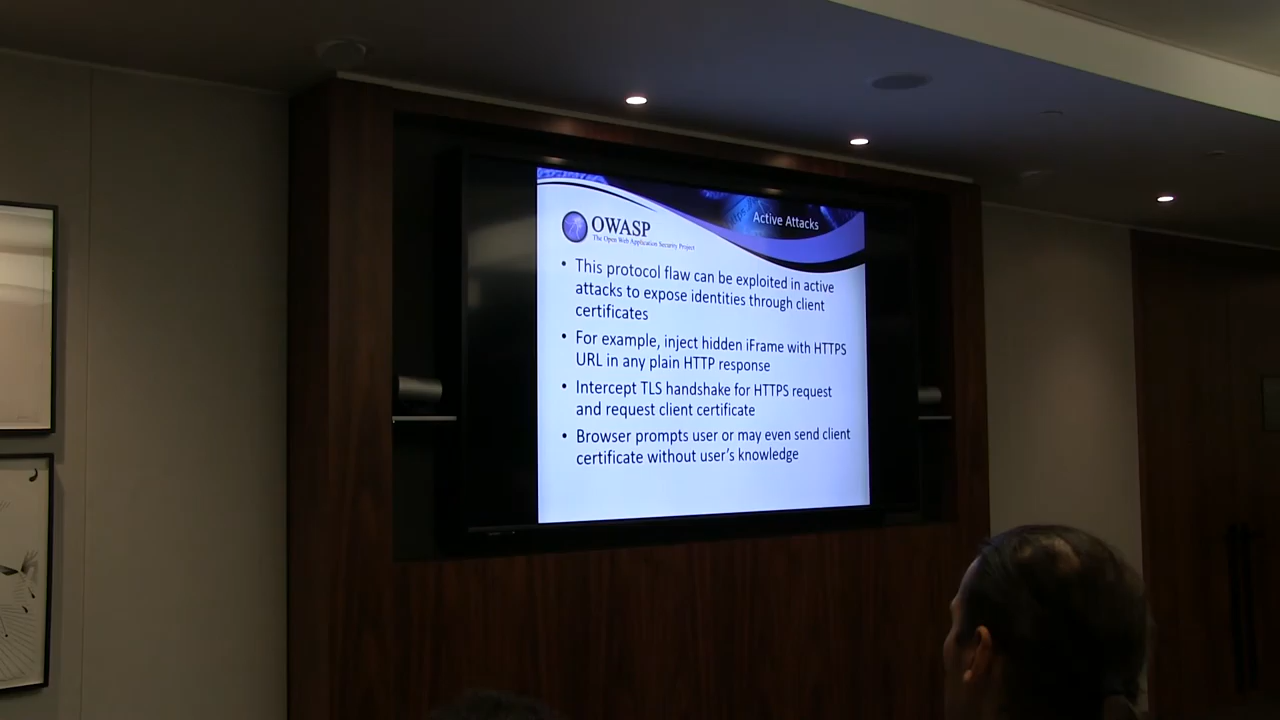 Active Attacks
OWASP
The Open Web Application Security Project
• This protocol flaw can be exploited in active
attacks to expose identities through client
certificates
• For example, inject hidden iFrame with HTTPS
URL in any plain HTTP response
• Intercept TLS handshake for HTTPS request
and request client certificate
• Browser prompts user or may even send client
certificate without user's knowledge